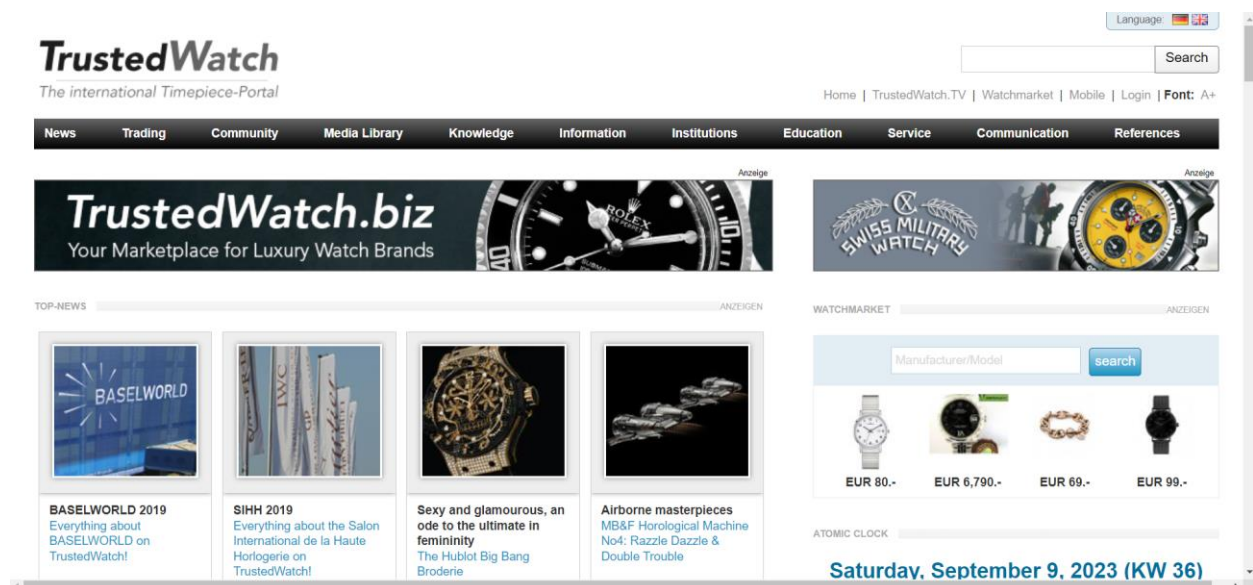 Language:
TrustedWatch
The international Timepiece-Portal
Search
Home | TrustedWatch.TV | Watchmarket | Mobile | Login | Font: A+
News Trading Community Media Library Knowledge Information Institutions Education Service Communication References
Anzeige
TrustedWatch.biz
Your Marketplace for Luxury Watch Brands
ROLEX
40
Anzeige
SWISS MILITARY
WATCH
TOP-NEWS
ANZEIGEN
BASELWORLD
IWC
GP
BASELWORLD 2019
Everything about
BASELWORLD on
TrustedWatch!
SIHH 2019
Everything about the Salon
International de la Haute
Horlogerie on
TrustedWatch!
Sexy and glamourous, an
ode to the ultimate in
femininity
The Hublot Big Bang
Broderie
Airborne masterpieces
MB&F Horological Machine
No4: Razzle Dazzle &
Double Trouble
WATCHMARKET
ANZEIGEN
Manufacturer/Model
search
EUR 80.- EUR 6,790.- EUR 69.- EUR 99.-
ATOMIC CLOCK
Saturday, September 9, 2023 (KW 36)